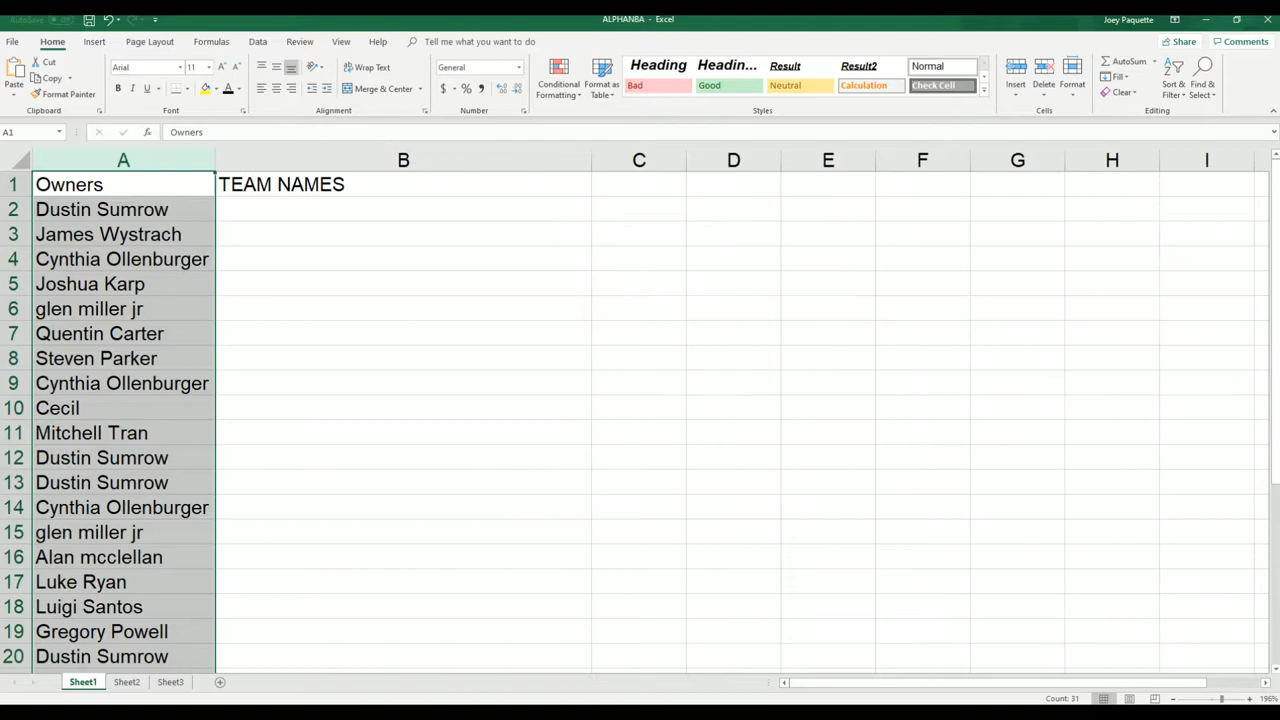 AutoSave Off
ALPHANBA - Excel
Joey Paquette
File Home Insert Page Layout Formulas Data Review View Help Tell me what you want to do
Share Comments
Paste
Cut
Copy
Format Painter
Clipboard
Arial 11
B I U
Font
Wrap Text
Merge & Center
Alignment
General
$ % 9
Number
Conditional Formatting
Format as Table
Heading Headin... Result Result2 Normal
Bad Good Neutral Calculation Check Cell
Styles
Insert Delete Format
Cells
AutoSum
Fill
Clear
Sort & Filter
Find & Select
Editing
A1 fx Owners
A B C D E F G H I
1 Owners TEAM NAMES
2 Dustin Sumrow
3 James Wystrach
4 Cynthia Ollenburger
5 Joshua Karp
6 glen miller jr
7 Quentin Carter
8 Steven Parker
9 Cynthia Ollenburger
10 Cecil
11 Mitchell Tran
12 Dustin Sumrow
13 Dustin Sumrow
14 Cynthia Ollenburger
15 glen miller jr
16 Alan mcclellan
17 Luke Ryan
18 Luigi Santos
19 Gregory Powell
20 Dustin Sumrow
Sheet1 Sheet2 Sheet3
Count: 31
196%